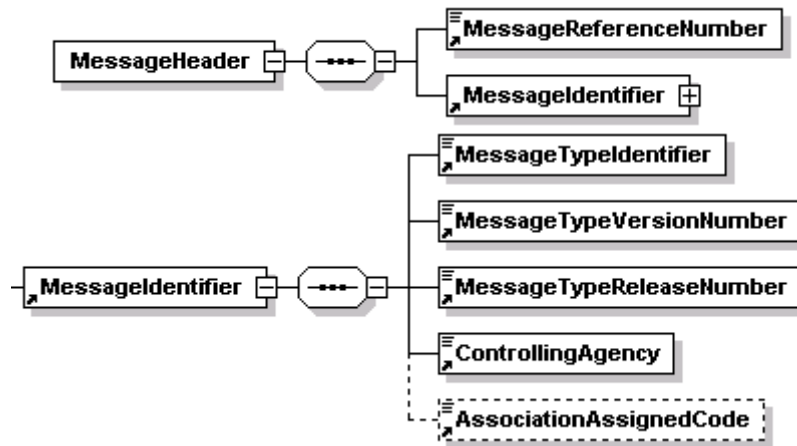 MessageHeader
MessageReferenceNumber
MessageIdentifier
MessageIdentifier
MessageTypeIdentifier
MessageTypeVersionNumber
MessageTypeReleaseNumber
ControllingAgency
AssociationAssignedCode